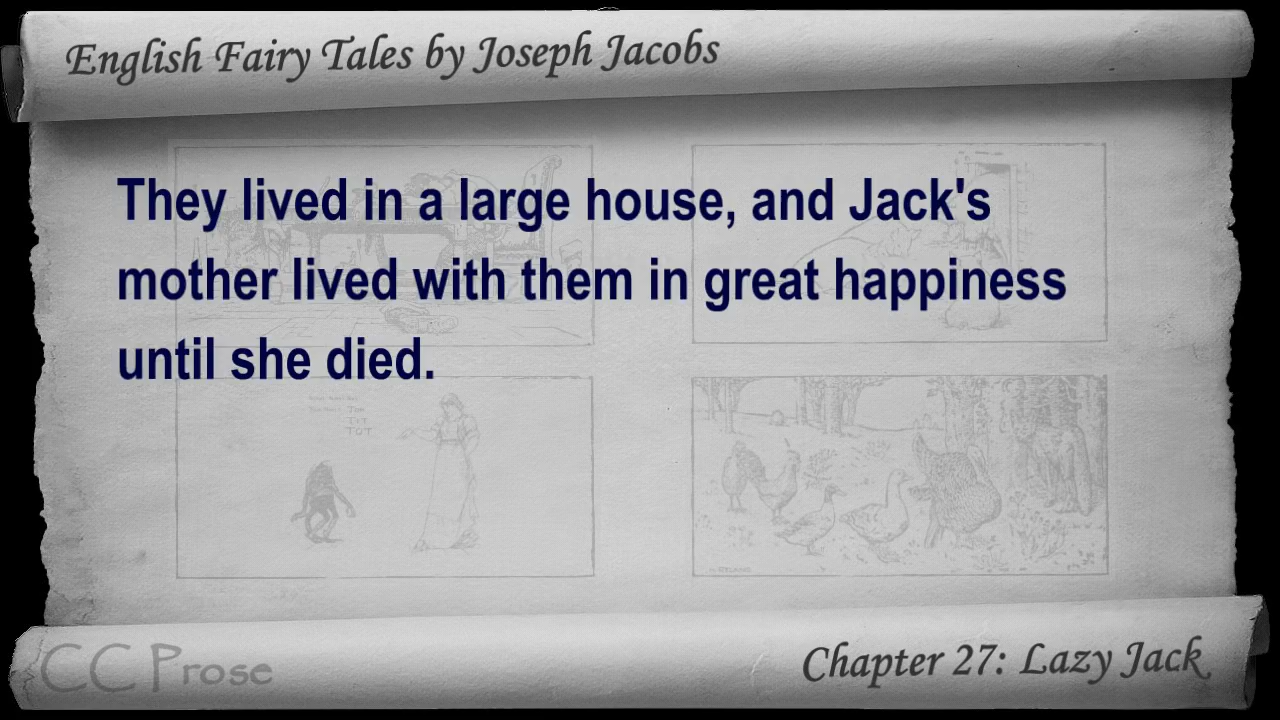 English Fairy Tales by Joseph Jacobs
They lived in a large house, and Jack's
mother lived with them in great happiness
until she died.
TOT
CC Prose
Chapter 27: Lazy Jack